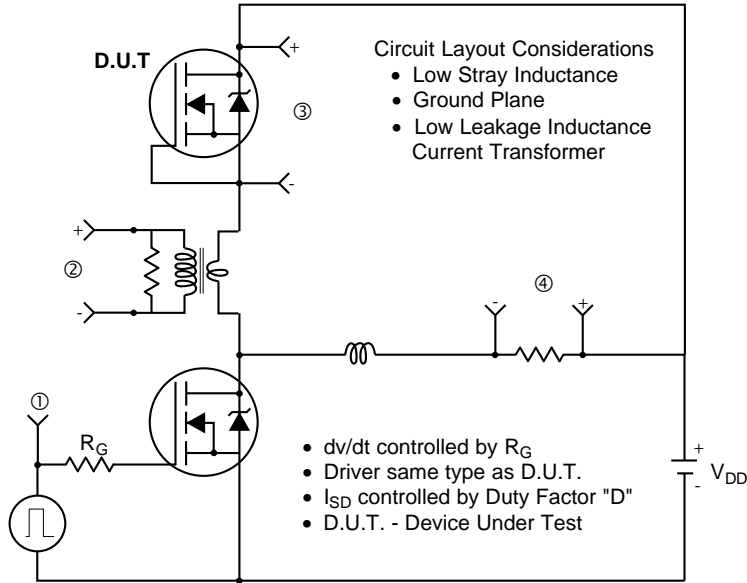 D.U.T
+
Circuit Layout Considerations
• Low Stray Inductance
• Ground Plane
• Low Leakage Inductance
Current Transformer
③
-
+
②
-
④
- +
①
R_G
• dv/dt controlled by R_G
• Driver same type as D.U.T.
• I_SD controlled by Duty Factor "D"
• D.U.T. - Device Under Test
+
V_DD
-